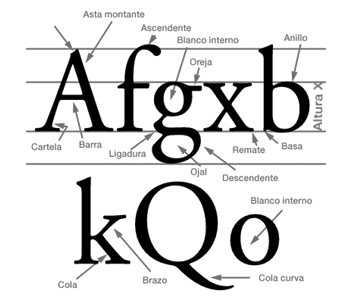 Asta montante
Ascendente
Blanco interno
Anillo
Oreja
Afgxb
Altura X
Cartela
Barra
Ligadura
Ojal
Descendente
Remate
Basa
kQo
Blanco interno
Cola
Brazo
Cola curva